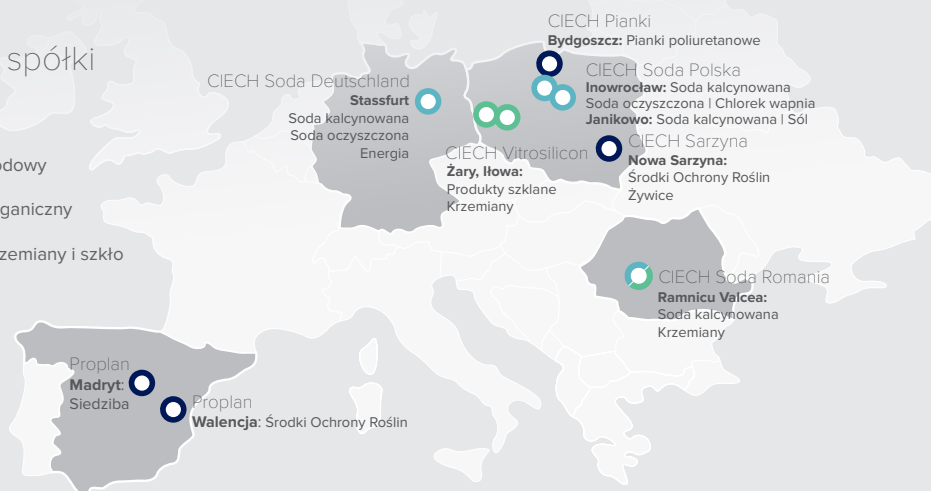 spółki
odowy
ganiczny
zemiany i szkło
CIECH Pianki
Bydgoszcz: Pianki poliuretanowe
CIECH Soda Polska
Inowrocław: Soda kalcynowana
Soda oczyszczona | Chlorek wapnia
Janikowo: Soda kalcynowana | Sól
CIECH Soda Deutschland
Stassfurt
Soda kalcynowana
Soda oczyszczona
Energia
CIECH Vitrosilicon
Żary, Iłowa:
Produkty szklane
Krzemiany
CIECH Sarzyna
Nowa Sarzyna:
Środki Ochrony Roślin
Żywice
CIECH Soda Romania
Ramnicu Valcea:
Soda kalcynowana
Krzemiany
Proplan
Madryt:
Siedziba
Proplan
Walencja: Środki Ochrony Roślin